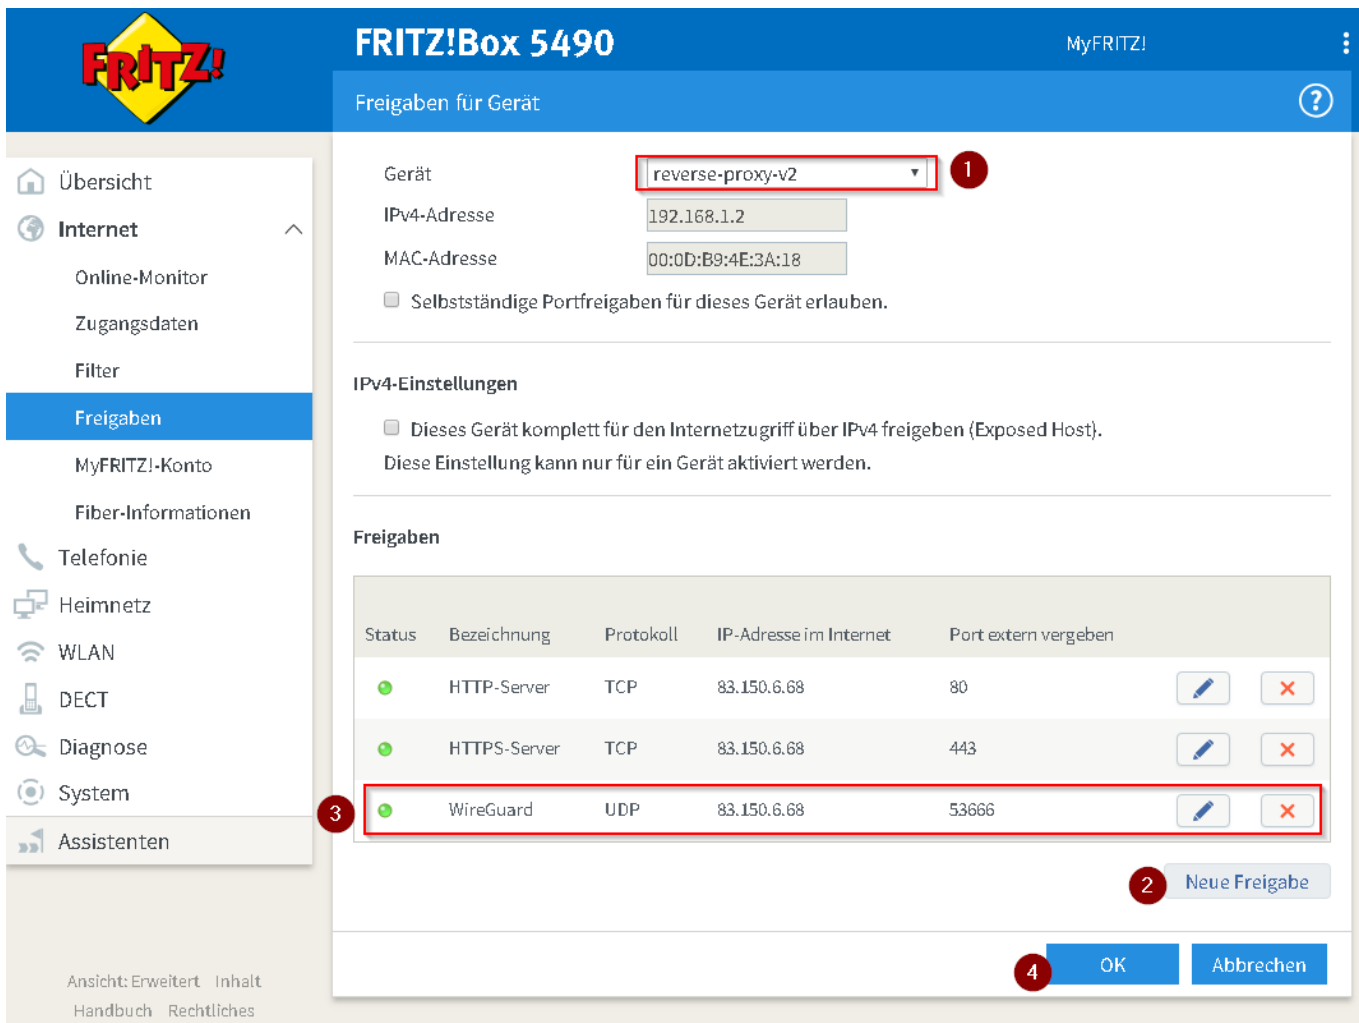 FRITZ!
FRITZ!Box 5490
MyFRITZ!
Freigaben für Gerät
?
Übersicht
Internet
Online-Monitor
Zugangsdaten
Filter
Freigaben
MyFRITZ!-Konto
Fiber-Informationen
Telefonie
Heimnetz
WLAN
DECT
Diagnose
System
Assistenten
Ansicht: Erweitert Inhalt
Handbuch Rechtliches
Gerät reverse-proxy-v2 1
IPv4-Adresse 192.168.1.2
MAC-Adresse 00:0D:B9:4E:3A:18
Selbstständige Portfreigaben für dieses Gerät erlauben.
IPv4-Einstellungen
Dieses Gerät komplett für den Internetzugriff über IPv4 freigeben (Exposed Host).
Diese Einstellung kann nur für ein Gerät aktiviert werden.
Freigaben
Status Bezeichnung Protokoll IP-Adresse im Internet Port extern vergeben
HTTP-Server TCP 83.150.6.68 80
HTTPS-Server TCP 83.150.6.68 443
3 WireGuard UDP 83.150.6.68 53666
2 Neue Freigabe
4 OK Abbrechen